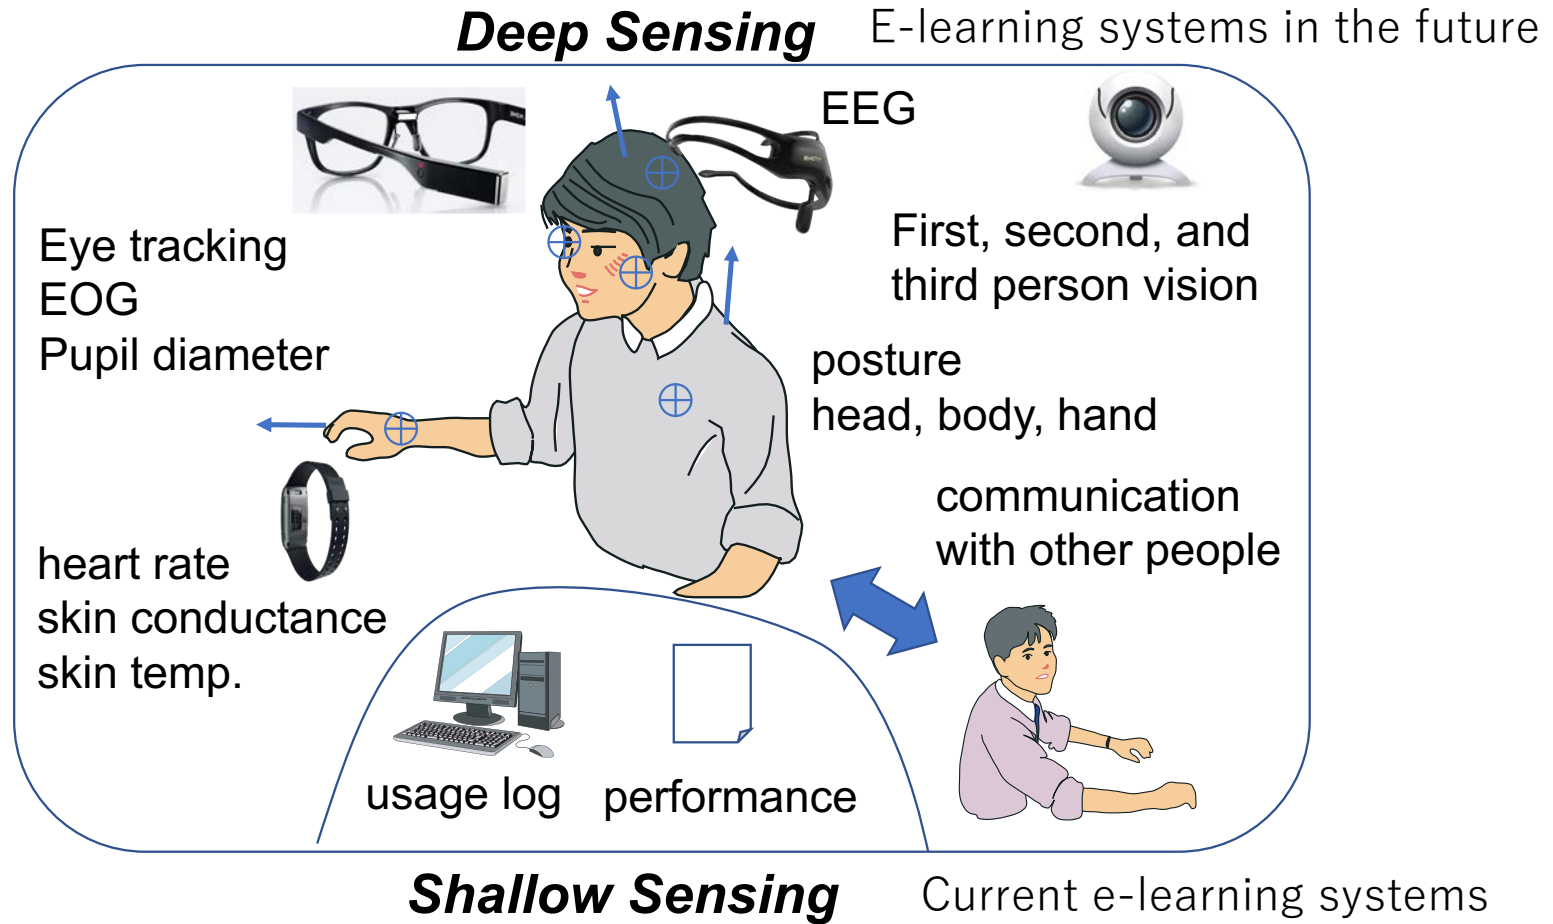 Deep Sensing
E-learning systems in the future
EEG
Eye tracking
EOG
Pupil diameter
First, second, and
third person vision
posture
head, body, hand
communication
with other people
heart rate
skin conductance
skin temp.
usage log
performance
Shallow Sensing
Current e-learning systems